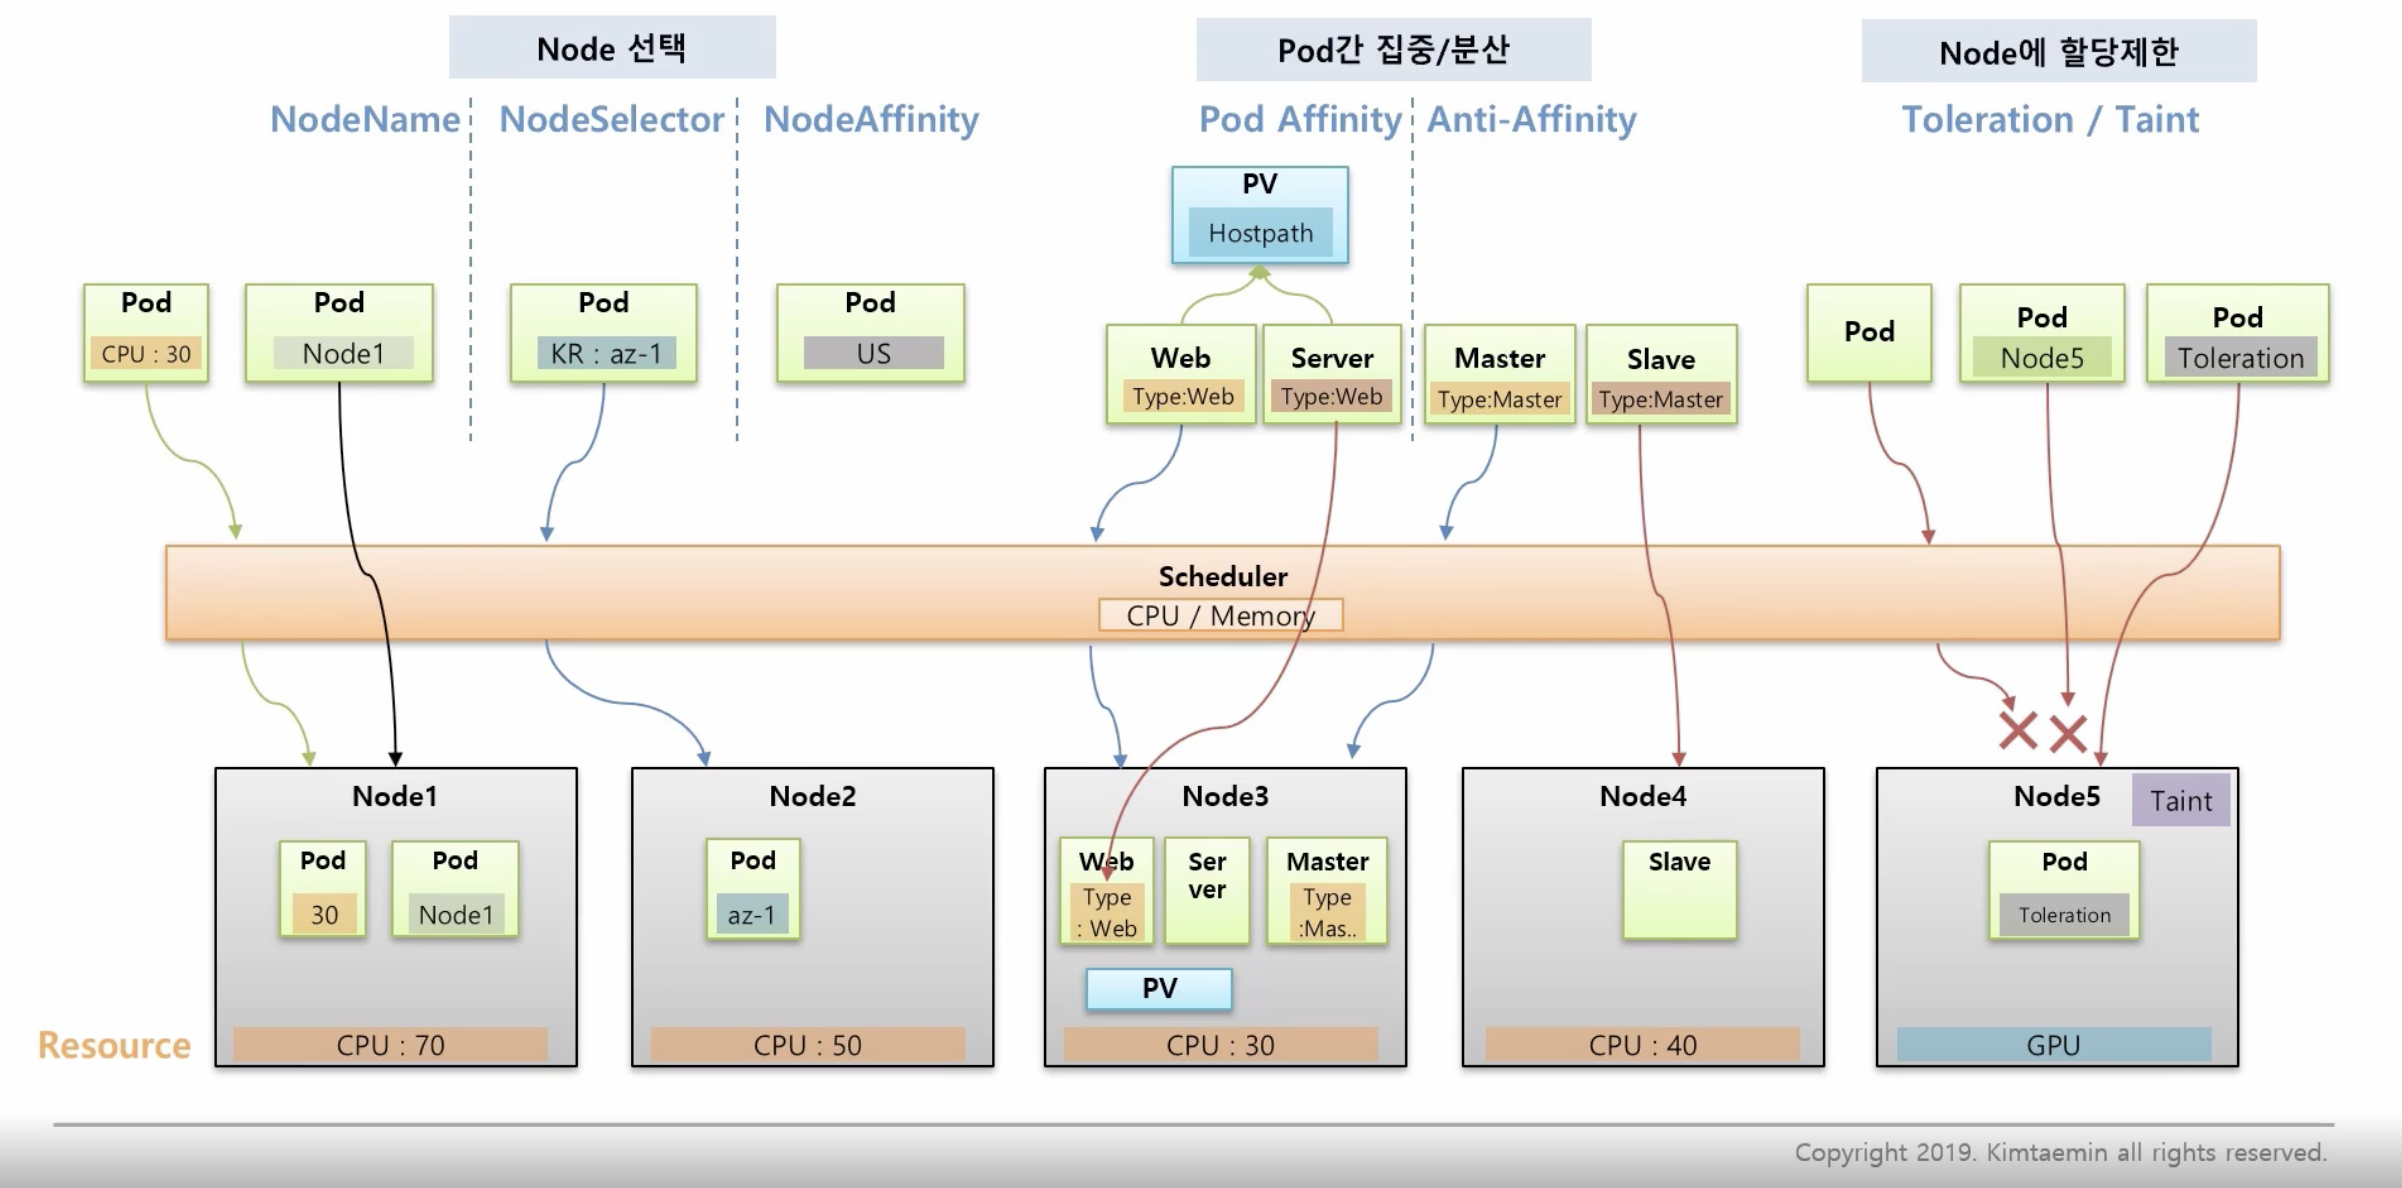 Node 선택
Pod간 집중/분산
Node에 할당제한
NodeName
NodeSelector
NodeAffinity
Pod Affinity
Anti-Affinity
Toleration / Taint
PV
Hostpath
Pod
CPU : 30
Pod
Node1
Pod
KR : az-1
Pod
US
Web
Type:Web
Server
Type:Web
Master
Type:Master
Slave
Type:Master
Pod
Pod
Node5
Pod
Toleration
Scheduler
CPU / Memory
Node1
Pod
30
Pod
Node1
CPU : 70
Node2
Pod
az-1
CPU : 50
Node3
Web
Type
: Web
Ser
ver
Master
Type
:Mas..
PV
CPU : 30
Node4
Slave
CPU : 40
Node5
Taint
Pod
Toleration
GPU
Resource
Copyright 2019. Kimtaemin all rights reserved.